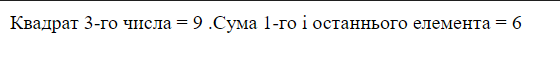 Квадрат 3-го числа = 9 .Сума 1-го і останнього елемента = 6